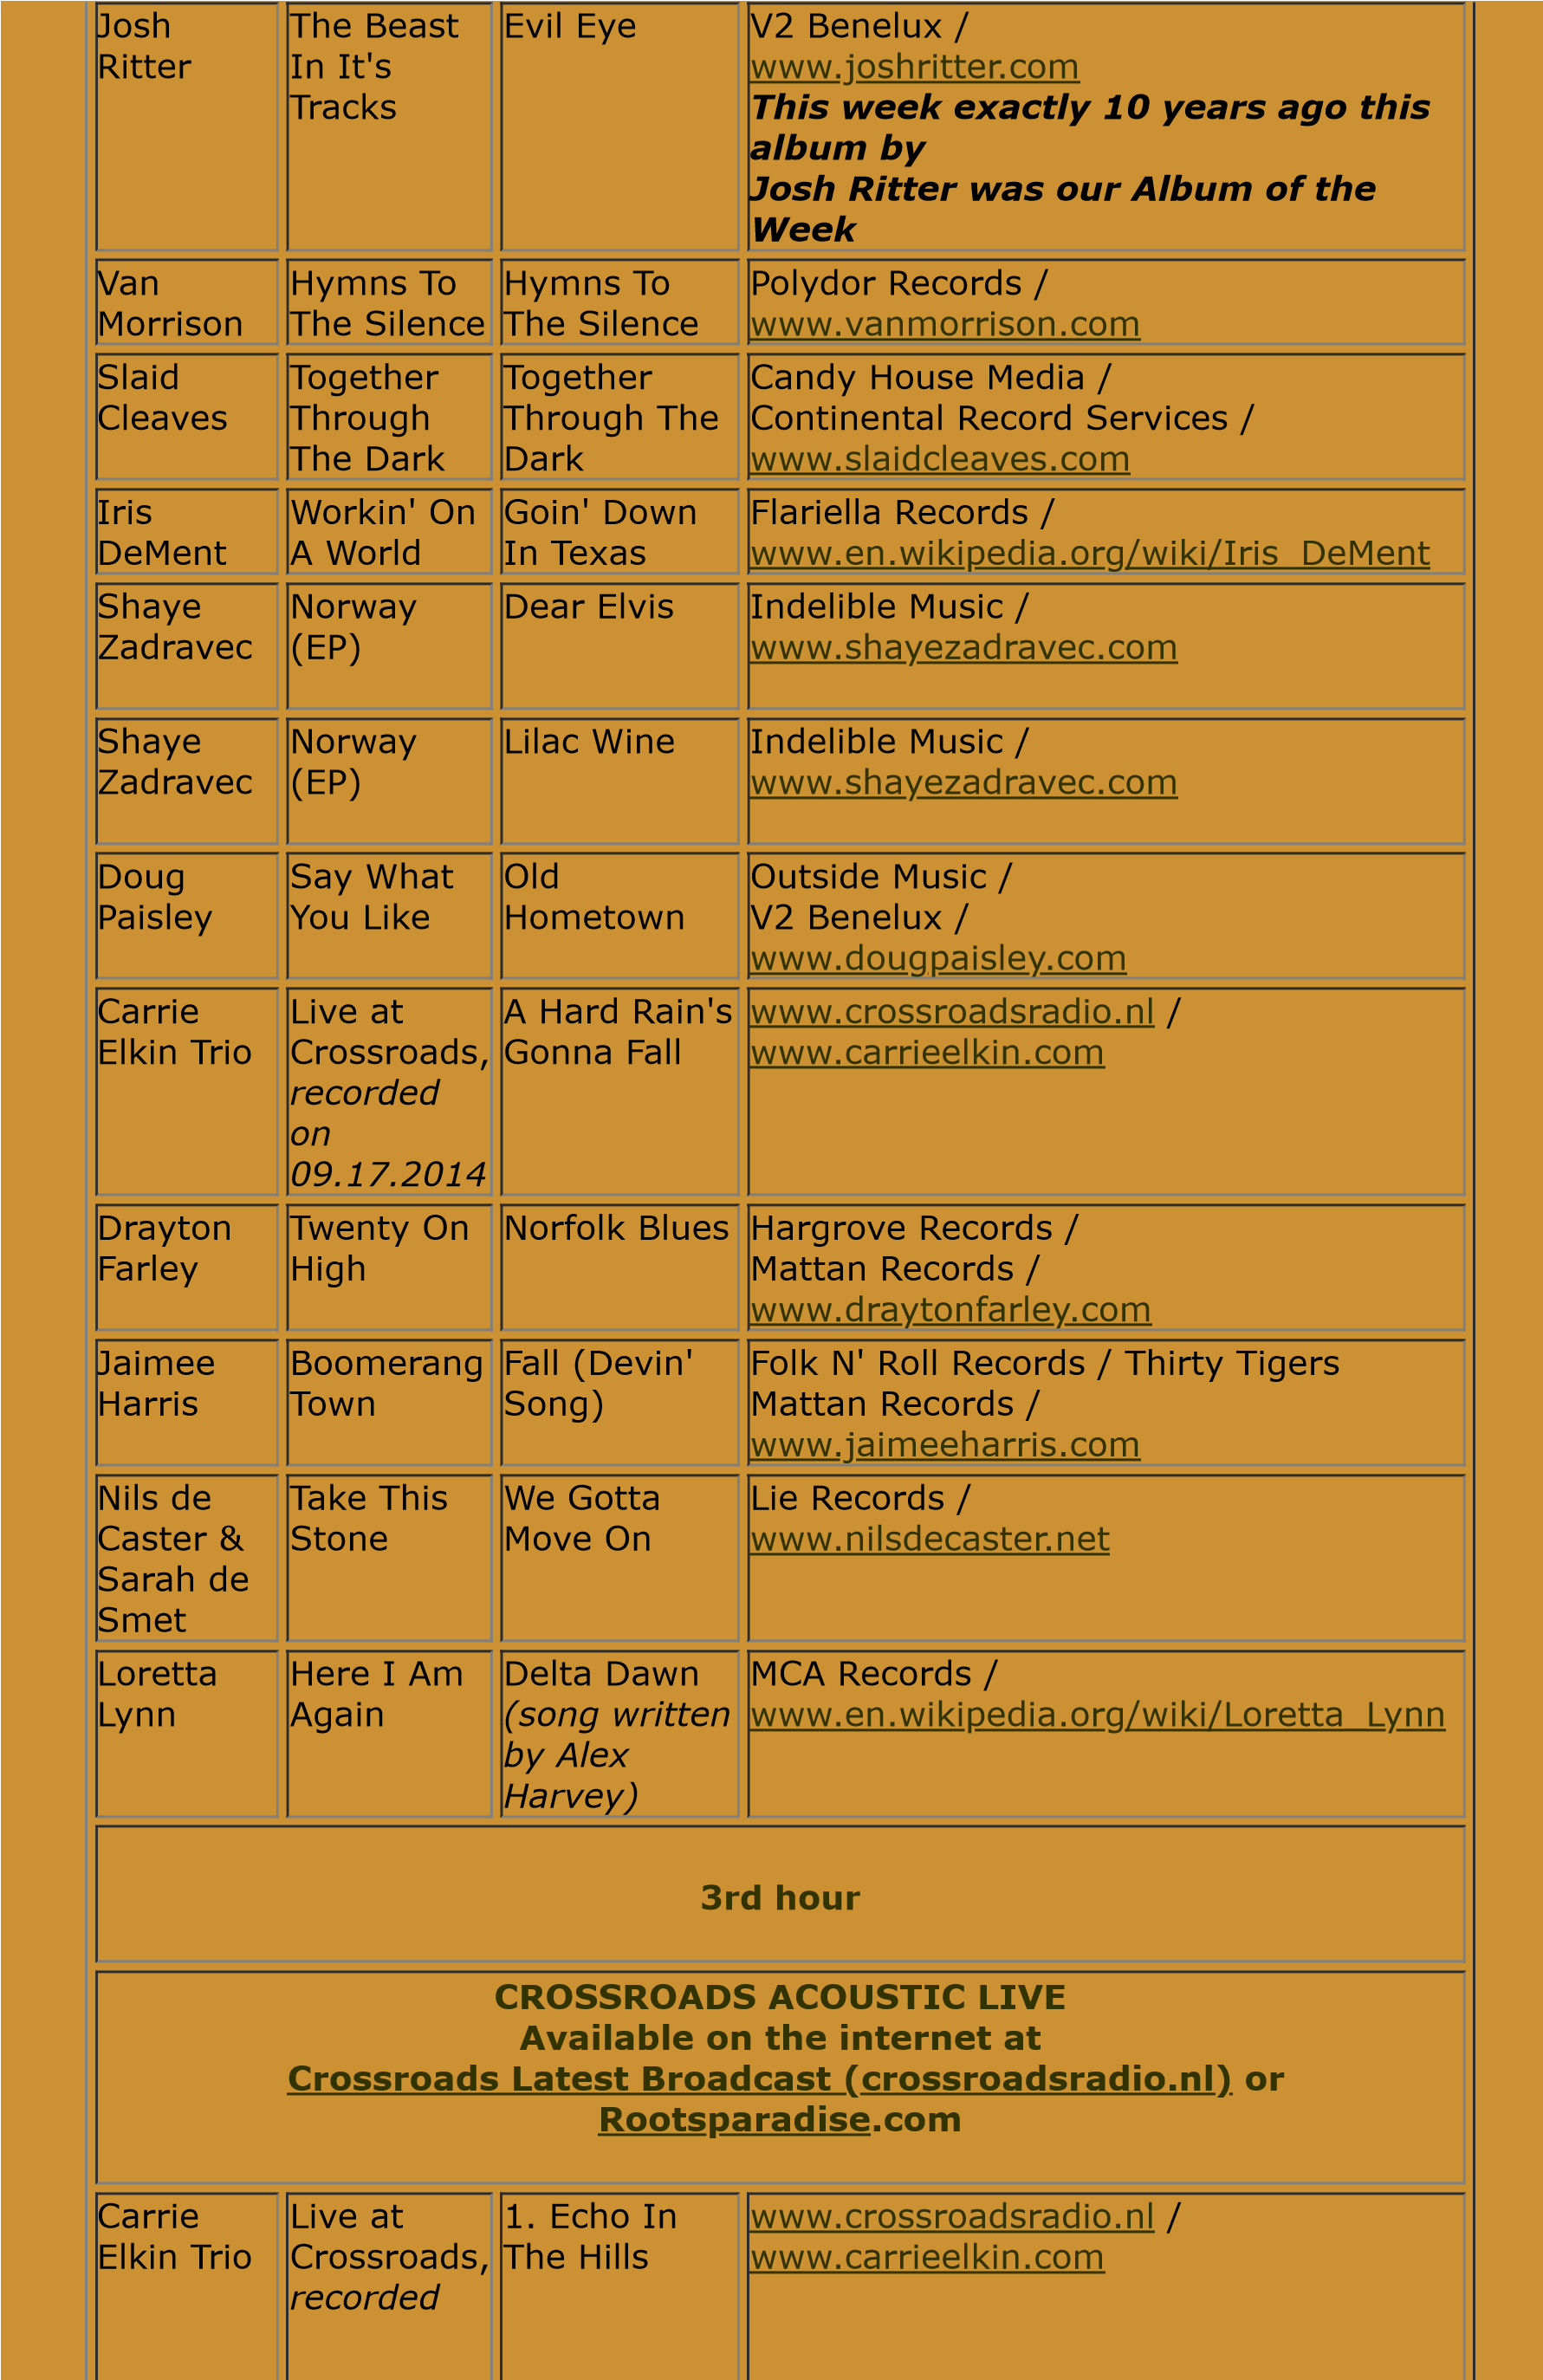 Josh
Ritter
The Beast
In It's
Tracks
Evil Eye
V2 Benelux /
www.joshritter.com
This week exactly 10 years ago this
album by
Josh Ritter was our Album of the
Week
Van
Morrison
Hymns To
The Silence
Hymns To
The Silence
Polydor Records /
www.vanmorrison.com
Slaid
Cleaves
Together
Through
The Dark
Together
Through The
Dark
Candy House Media /
Continental Record Services /
www.slaidcleaves.com
Iris
DeMent
Workin' On
A World
Goin' Down
In Texas
Flariella Records /
www.en.wikipedia.org/wiki/Iris_DeMent
Shaye
Zadravec
Norway
(EP)
Dear Elvis
Indelible Music /
www.shayezadravec.com
Shaye
Zadravec
Norway
(EP)
Lilac Wine
Indelible Music /
www.shayezadravec.com
Doug
Paisley
Say What
You Like
Old
Hometown
Outside Music /
V2 Benelux /
www.dougpaisley.com
Carrie
Elkin Trio
Live at
Crossroads,
recorded
on
09.17.2014
A Hard Rain's
Gonna Fall
www.crossroadsradio.nl /
www.carrieelkin.com
Drayton
Farley
Twenty On
High
Norfolk Blues
Hargrove Records /
Mattan Records /
www.draytonfarley.com
Jaimee
Harris
Boomerang
Town
Fall (Devin'
Song)
Folk N' Roll Records / Thirty Tigers
Mattan Records /
www.jaimeeharris.com
Nils de
Caster &
Sarah de
Smet
Take This
Stone
We Gotta
Move On
Lie Records /
www.nilsdecaster.net
Loretta
Lynn
Here I Am
Again
Delta Dawn
(song written
by Alex
Harvey)
MCA Records /
www.en.wikipedia.org/wiki/Loretta_Lynn
3rd hour
CROSSROADS ACOUSTIC LIVE
Available on the internet at
Crossroads Latest Broadcast (crossroadsradio.nl) or
Rootsparadise.com
Carrie
Elkin Trio
Live at
Crossroads,
recorded
1. Echo In
The Hills
www.crossroadsradio.nl /
www.carrieelkin.com